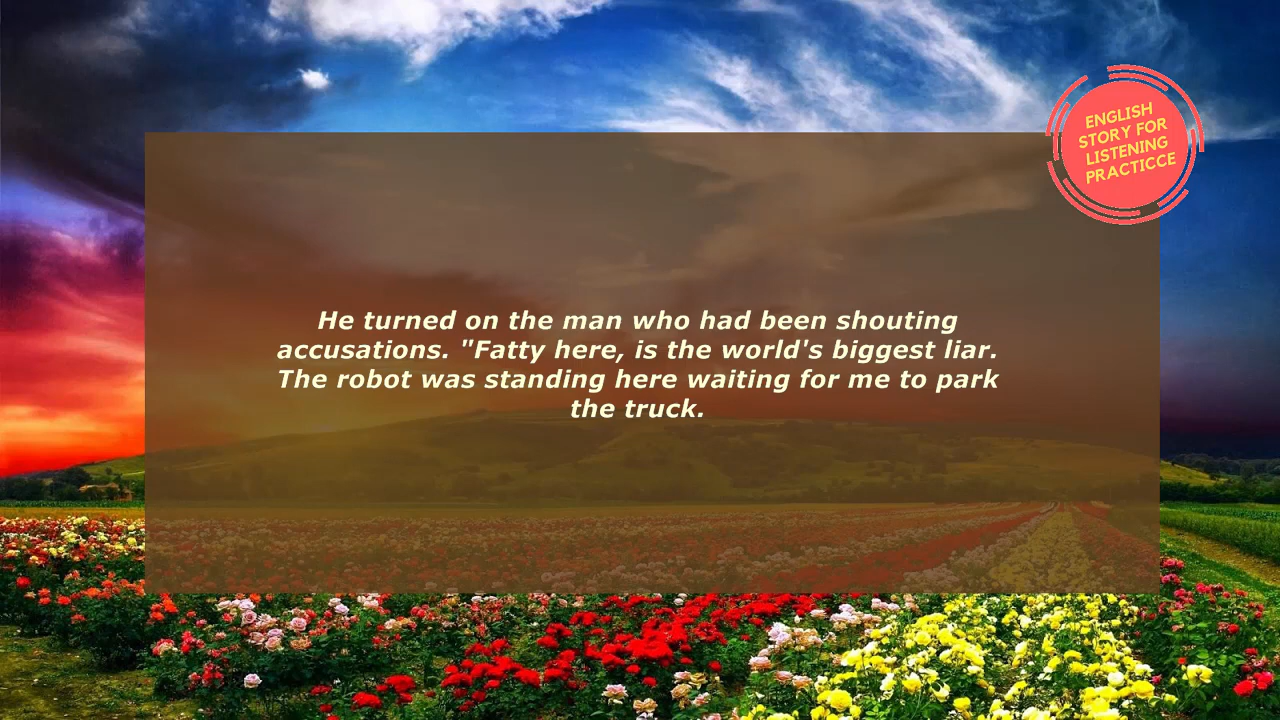 ENGLISH
STORY FOR
LISTENING
PRACTICCE
He turned on the man who had been shouting
accusations. "Fatty here, is the world's biggest liar.
The robot was standing here waiting for me to park
the truck.